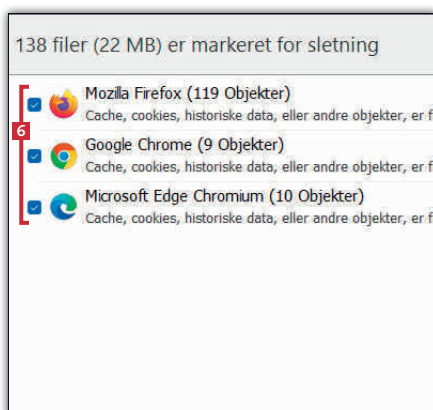 138 filer (22 MB) er markeret for sletning
Mozilla Firefox (119 Objekter)
Cache, cookies, historiske data, eller andre objekter, er f
6
Google Chrome (9 Objekter)
Cache, cookies, historiske data, eller andre objekter, er f
Microsoft Edge Chromium (10 Objekter)
Cache, cookies, historiske data, eller andre objekter, er f